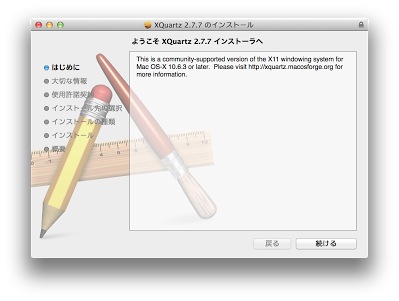 XQuartz 2.7.7 のインストール
ようこそ XQuartz 2.7.7 インストーラへ
はじめに
大切な情報
使用許諾契約
インストール先の選択
インストールの種類
インストール
概要
This is a community-supported version of the X11 windowing system for
Mac OS-X 10.6.3 or later.  Please visit http://xquartz.macosforge.org for
more information.
戻る
続ける